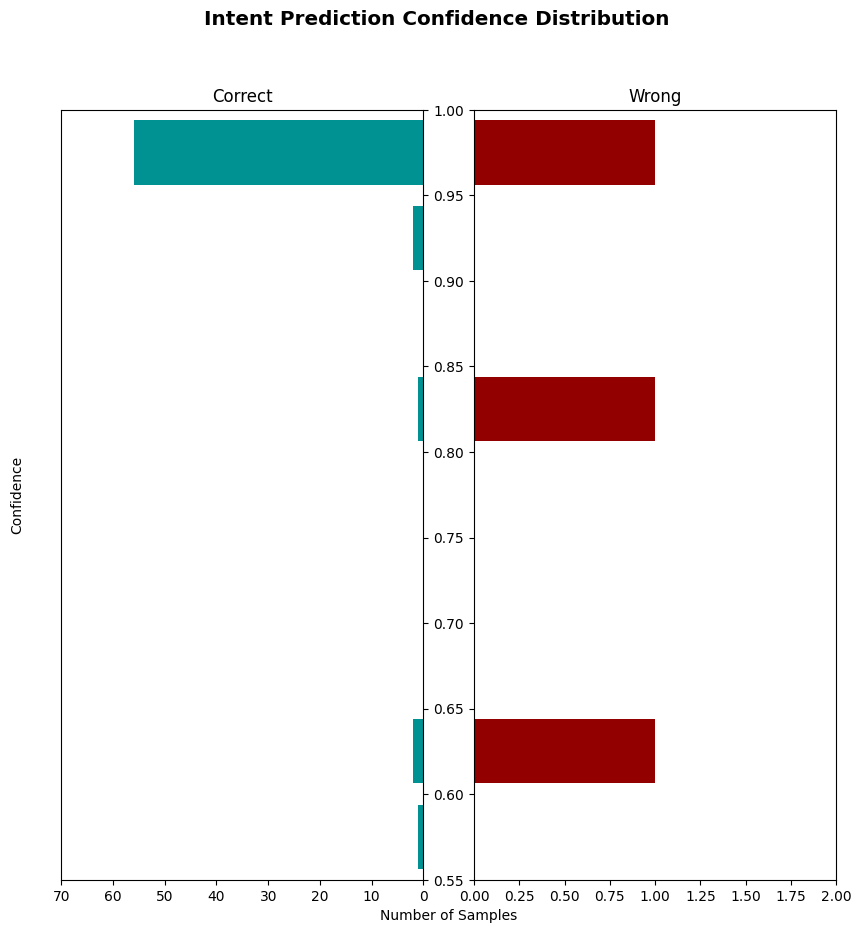 Intent Prediction Confidence Distribution
Correct
Wrong
1.00
0.95
0.90
0.85
0.80
0.75
0.70
0.65
0.60
0.55
Confidence
70 60 50 40 30 20 10 0
0.00 0.25 0.50 0.75 1.00 1.25 1.50 1.75 2.00
Number of Samples